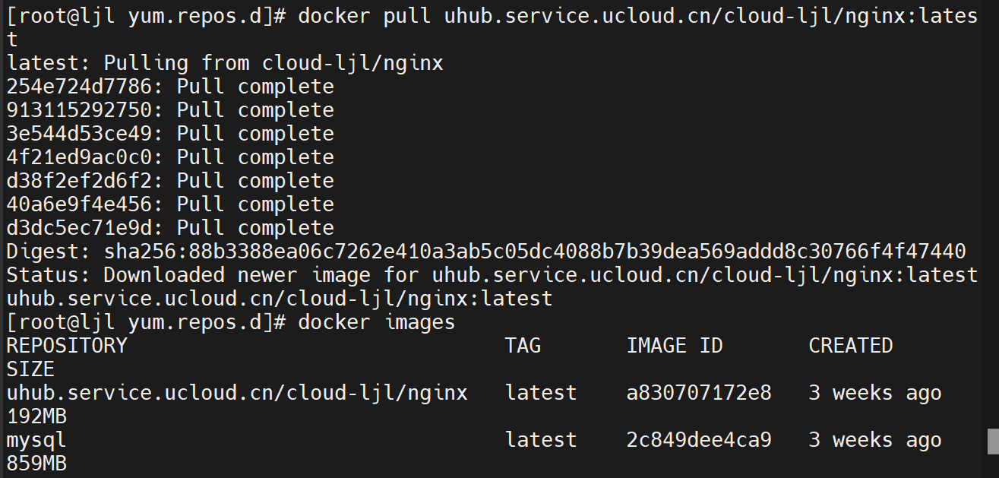 [root@ljl yum.repos.d]# docker pull uhub.service.ucloud.cn/cloud-ljl/nginx:lates
t
latest: Pulling from cloud-ljl/nginx
254e724d7786: Pull complete
913115292750: Pull complete
3e544d53ce49: Pull complete
4f21ed9ac0c0: Pull complete
d38f2ef2d6f2: Pull complete
40a6e9f4e456: Pull complete
d3dc5ec71e9d: Pull complete
Digest: sha256:88b3388ea06c7262e410a3ab5c05dc4088b7b39dea569addd8c30766f4f47440
Status: Downloaded newer image for uhub.service.ucloud.cn/cloud-ljl/nginx:latest
uhub.service.ucloud.cn/cloud-ljl/nginx:latest
[root@ljl yum.repos.d]# docker images
REPOSITORY                               TAG       IMAGE ID       CREATED
SIZE
uhub.service.ucloud.cn/cloud-ljl/nginx   latest    a830707172e8   3 weeks ago
192MB
mysql                                    latest    2c849dee4ca9   3 weeks ago
859MB